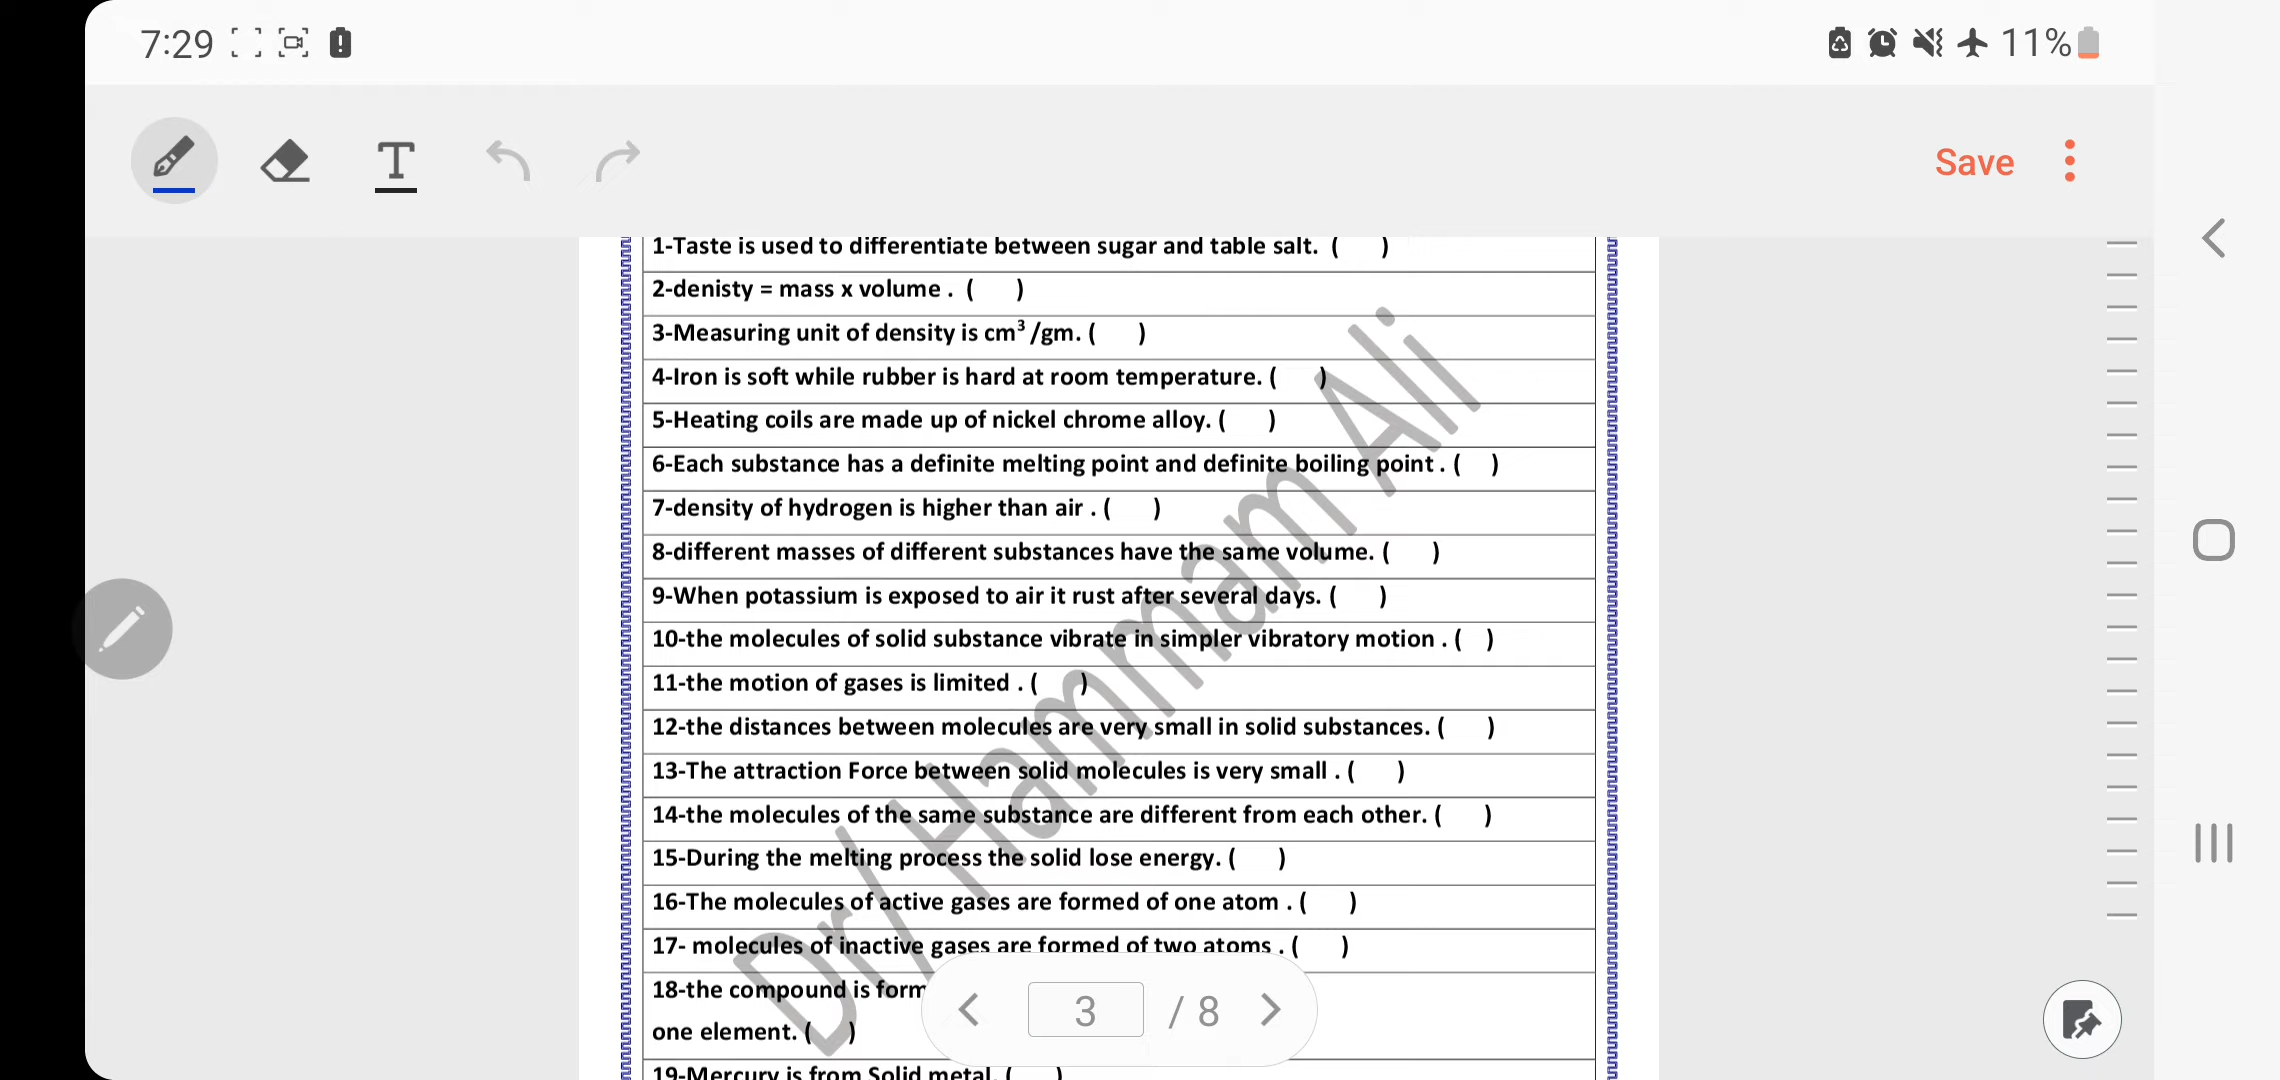 7:29
11%
T
Save
1-Taste is used to differentiate between sugar and table salt. ( )
2-denisty = mass x volume . ( )
3-Measuring unit of density is cm³ /gm. ( )
4-Iron is soft while rubber is hard at room temperature. ( )
5-Heating coils are made up of nickel chrome alloy. ( )
6-Each substance has a definite melting point and definite boiling point . ( )
7-density of hydrogen is higher than air . ( )
8-different masses of different substances have the same volume. ( )
9-When potassium is exposed to air it rust after several days. ( )
10-the molecules of solid substance vibrate in simpler vibratory motion . ( )
11-the motion of gases is limited . ( )
12-the distances between molecules are very small in solid substances. ( )
13-The attraction Force between solid molecules is very small . ( )
14-the molecules of the same substance are different from each other. ( )
15-During the melting process the solid lose energy. ( )
16-The molecules of active gases are formed of one atom . ( )
17- molecules of inactive gases are formed of two atoms . ( )
18-the compound is form
one element. ( )
19-Mercury is from Solid metal. ( )
Dr/ Hammam Ali
3 / 8